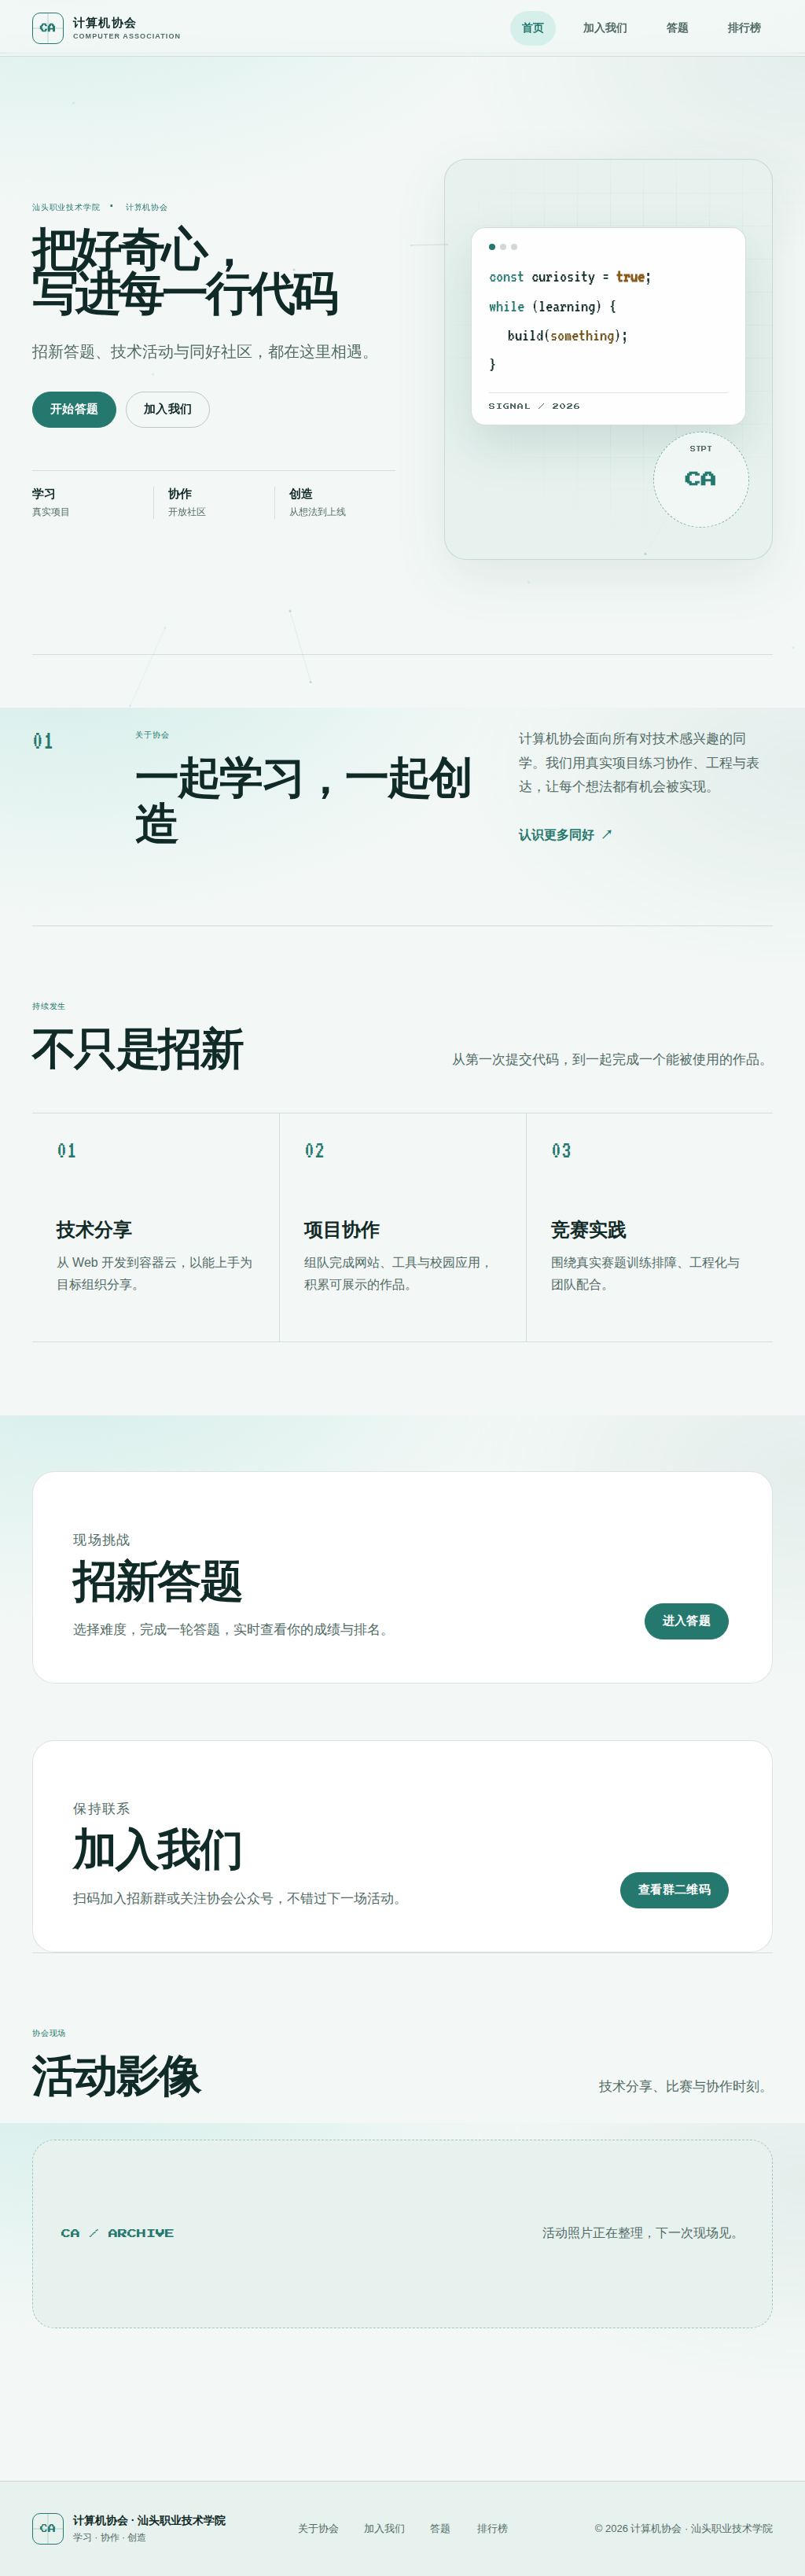 CA
计算机协会
COMPUTER ASSOCIATION
首页 加入我们 答题 排行榜
汕头职业技术学院 • 计算机协会
把好奇心，
写进每一行代码
招新答题、技术活动与同好社区，都在这里相遇。
开始答题 加入我们
学习 协作 创造
真实项目 开放社区 从想法到上线
const curiosity = true;
while (learning) {
build(something);
}
SIGNAL / 2026
STPT
CA
01
关于协会
一起学习，一起创
造
计算机协会面向所有对技术感兴趣的同
学。我们用真实项目练习协作、工程与表
达，让每个想法都有机会被实现。
认识更多同好 ↗
持续发生
不只是招新
从第一次提交代码，到一起完成一个能被使用的作品。
01
技术分享
从 Web 开发到容器云，以能上手为
目标组织分享。
02
项目协作
组队完成网站、工具与校园应用，
积累可展示的作品。
03
竞赛实践
围绕真实赛题训练排障、工程化与
团队配合。
现场挑战
招新答题
选择难度，完成一轮答题，实时查看你的成绩与排名。
进入答题
保持联系
加入我们
扫码加入招新群或关注协会公众号，不错过下一场活动。
查看群二维码
协会现场
活动影像
技术分享、比赛与协作时刻。
CA / ARCHIVE
活动照片正在整理，下一次现场见。
CA
计算机协会 · 汕头职业技术学院
学习 · 协作 · 创造
关于协会 加入我们 答题 排行榜
© 2026 计算机协会 · 汕头职业技术学院